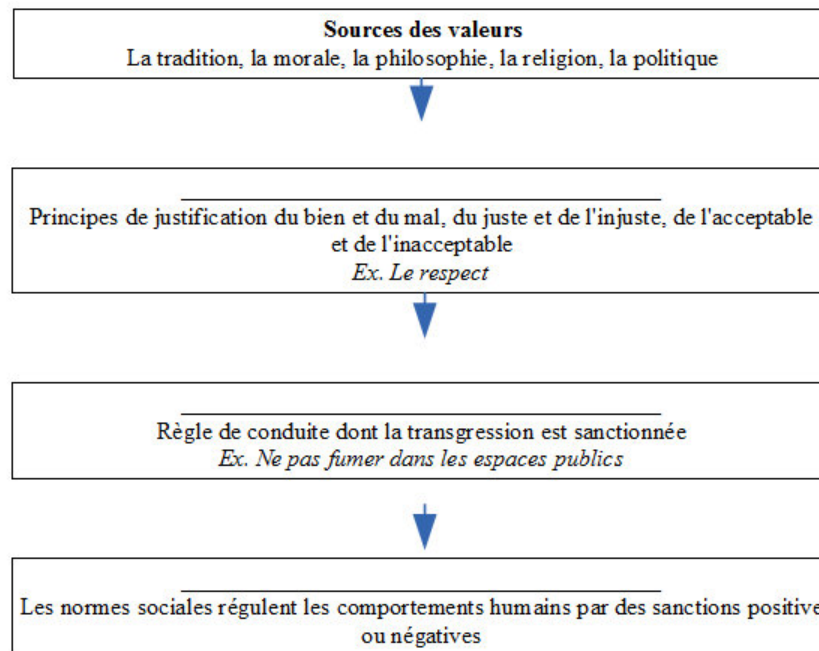 Sources des valeurs
La tradition, la morale, la philosophie, la religion, la politique
Principes de justification du bien et du mal, du juste et de l'injuste, de l'acceptable
et de l'inacceptable
Ex. Le respect
Règle de conduite dont la transgression est sanctionnée
Ex. Ne pas fumer dans les espaces publics
Les normes sociales régulent les comportements humains par des sanctions positive
ou négatives